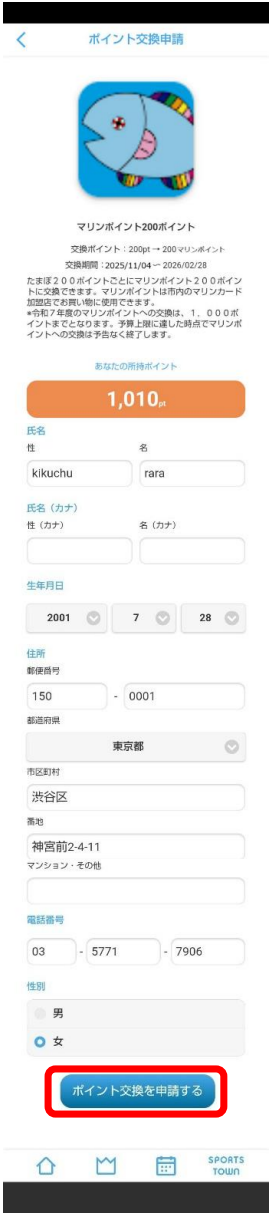 ポイント交換申請
マリンポイント200ポイント
交換ポイント：200pt → 200マリンポイント
交換期間：2025/11/04 ~ 2026/02/28
たまぽ２００ポイントごとにマリンポイント２００ポイン
トに交換できます。マリンポイントは市内のマリンカード
加盟店でお買い物に使用できます。
*令和７年度のマリンポイントへの交換は、１，０００ポ
イントまでとなります。予算上限に達した時点でマリンポ
イントへの交換は予告なく終了します。
あなたの所持ポイント
1,010pt
氏名
性 名
kikuchu rara
氏名（カナ）
性（カナ） 名（カナ）
生年月日
2001 7 28
住所
郵便番号
150 - 0001
都道府県
東京都
市区町村
渋谷区
番地
神宮前2-4-11
マンション・その他
電話番号
03 - 5771 - 7906
性別
男
女
ポイント交換を申請する
SPORTS
TOWN